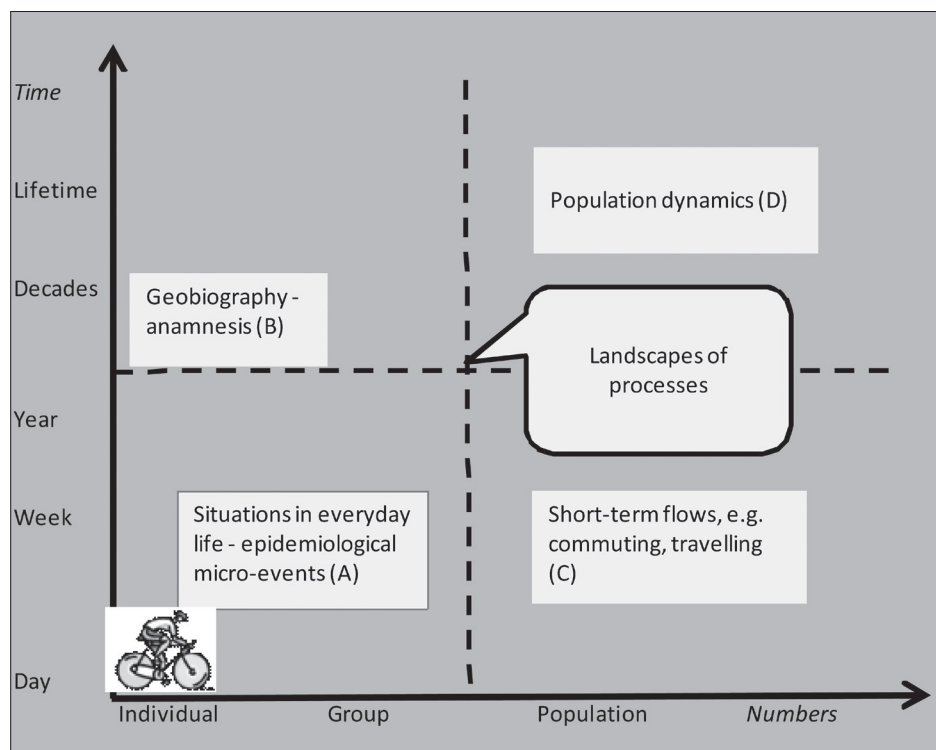 Time
Lifetime
Population dynamics (D)
Decades
Geobiography -
anamnesis (B)
Landscapes of
processes
Year
Week
Situations in everyday
life - epidemiological
micro-events (A)
Short-term flows, e.g.
commuting, travelling
(C)
Day
Individual
Group
Population
Numbers